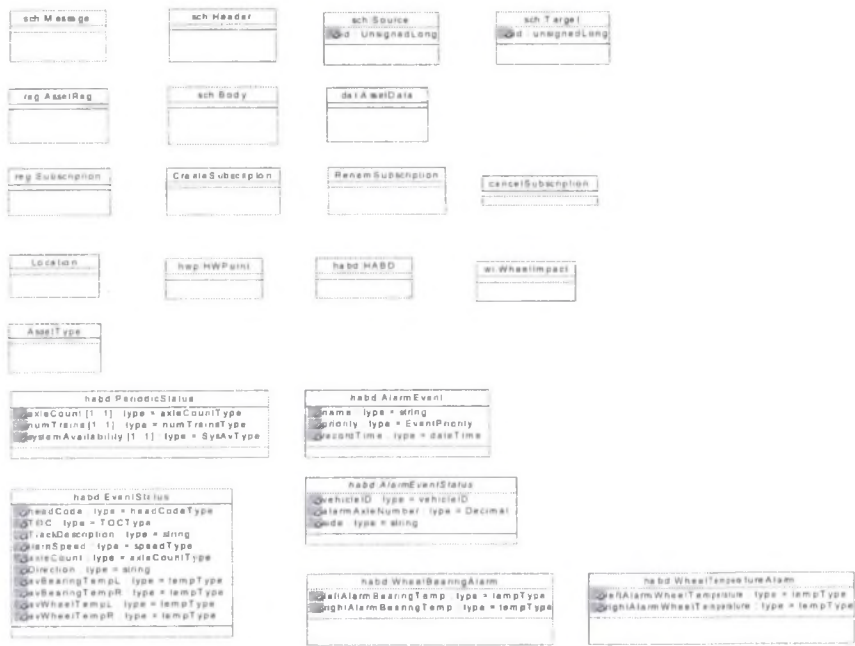 sch Message
sch Header
sch Source
id : UnsignedLong
sch Target
id : unsignedLong
reg AssetReg
sch Body
dat AssetData
reg Subscription
CreateSubscription
RenewSubscription
cancelSubscription
Location
hwp HWPoint
habd HABD
wi WheelImpact
AssetType
habd PeriodicStatus
axleCount [1 1] type = axleCountType
numTrains [1 1] type = numTrainsType
systemAvailability [1 1] type = SysAvType
habd AlarmEvent
name type = string
priority type = EventPriority
recordTime type = dateTime
habd EventStatus
headCode type = headCodeType
TOC type = TOCType
TrackDescription type = string
type = speedType
axleCount type = axleCountType
Direction type = string
avBearingTempL type = tempType
avBearingTempR type = tempType
avWheelTempL type = tempType
avWheelTempR type = tempType
habd AlarmEventStatus
vehicleID type = vehicleID
alarmAxleNumber type = Decimal
side type = string
habd WheelBearingAlarm
leftAlarmBearingTemp type = tempType
rightAlarmBearingTemp type = tempType
habd WheelTemperatureAlarm
leftAlarmWheelTemperature type = tempType
rightAlarmWheelTemperature type = tempType